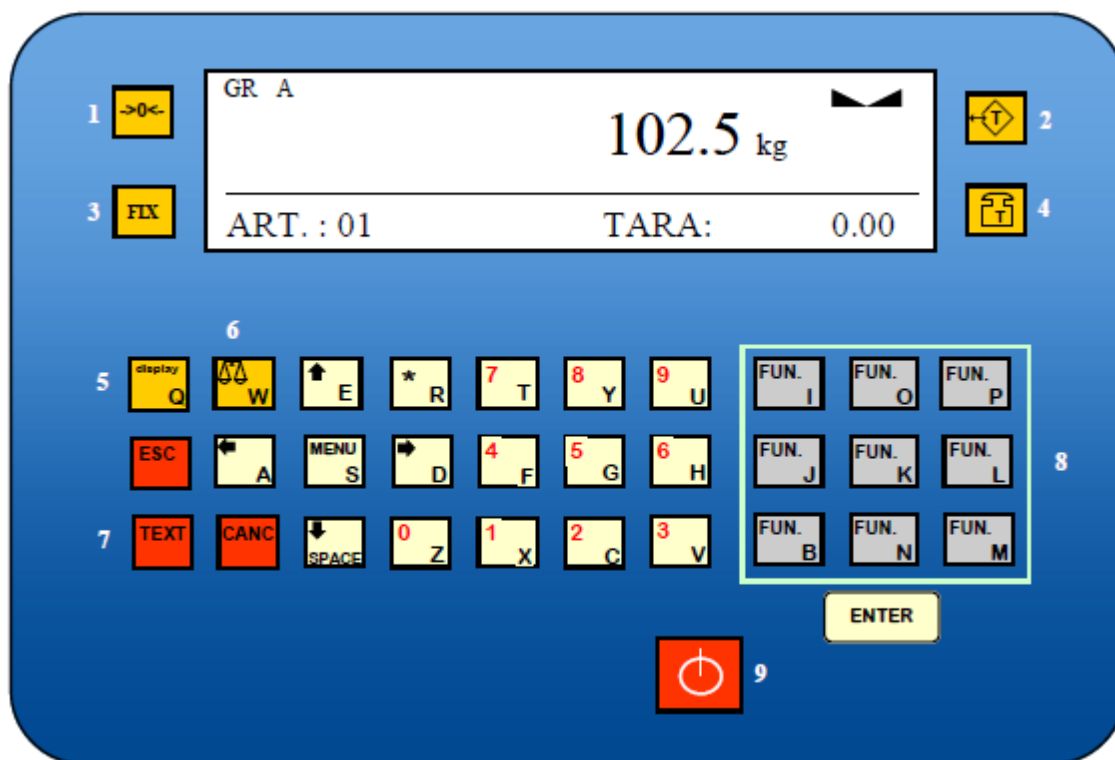 GR A
1 ->0<- 102.5 kg T 2
3 FIX ART. : 01 TARA: 0.00 T 4
6
5 display Q W E * R 7 T 8 Y 9 U FUN. I FUN. O FUN. P
ESC A MENU S D 4 F 5 G 6 H FUN. J FUN. K FUN. L 8
7 TEXT CANC SPACE 0 Z 1 X 2 C 3 V FUN. B FUN. N FUN. M
ENTER
9